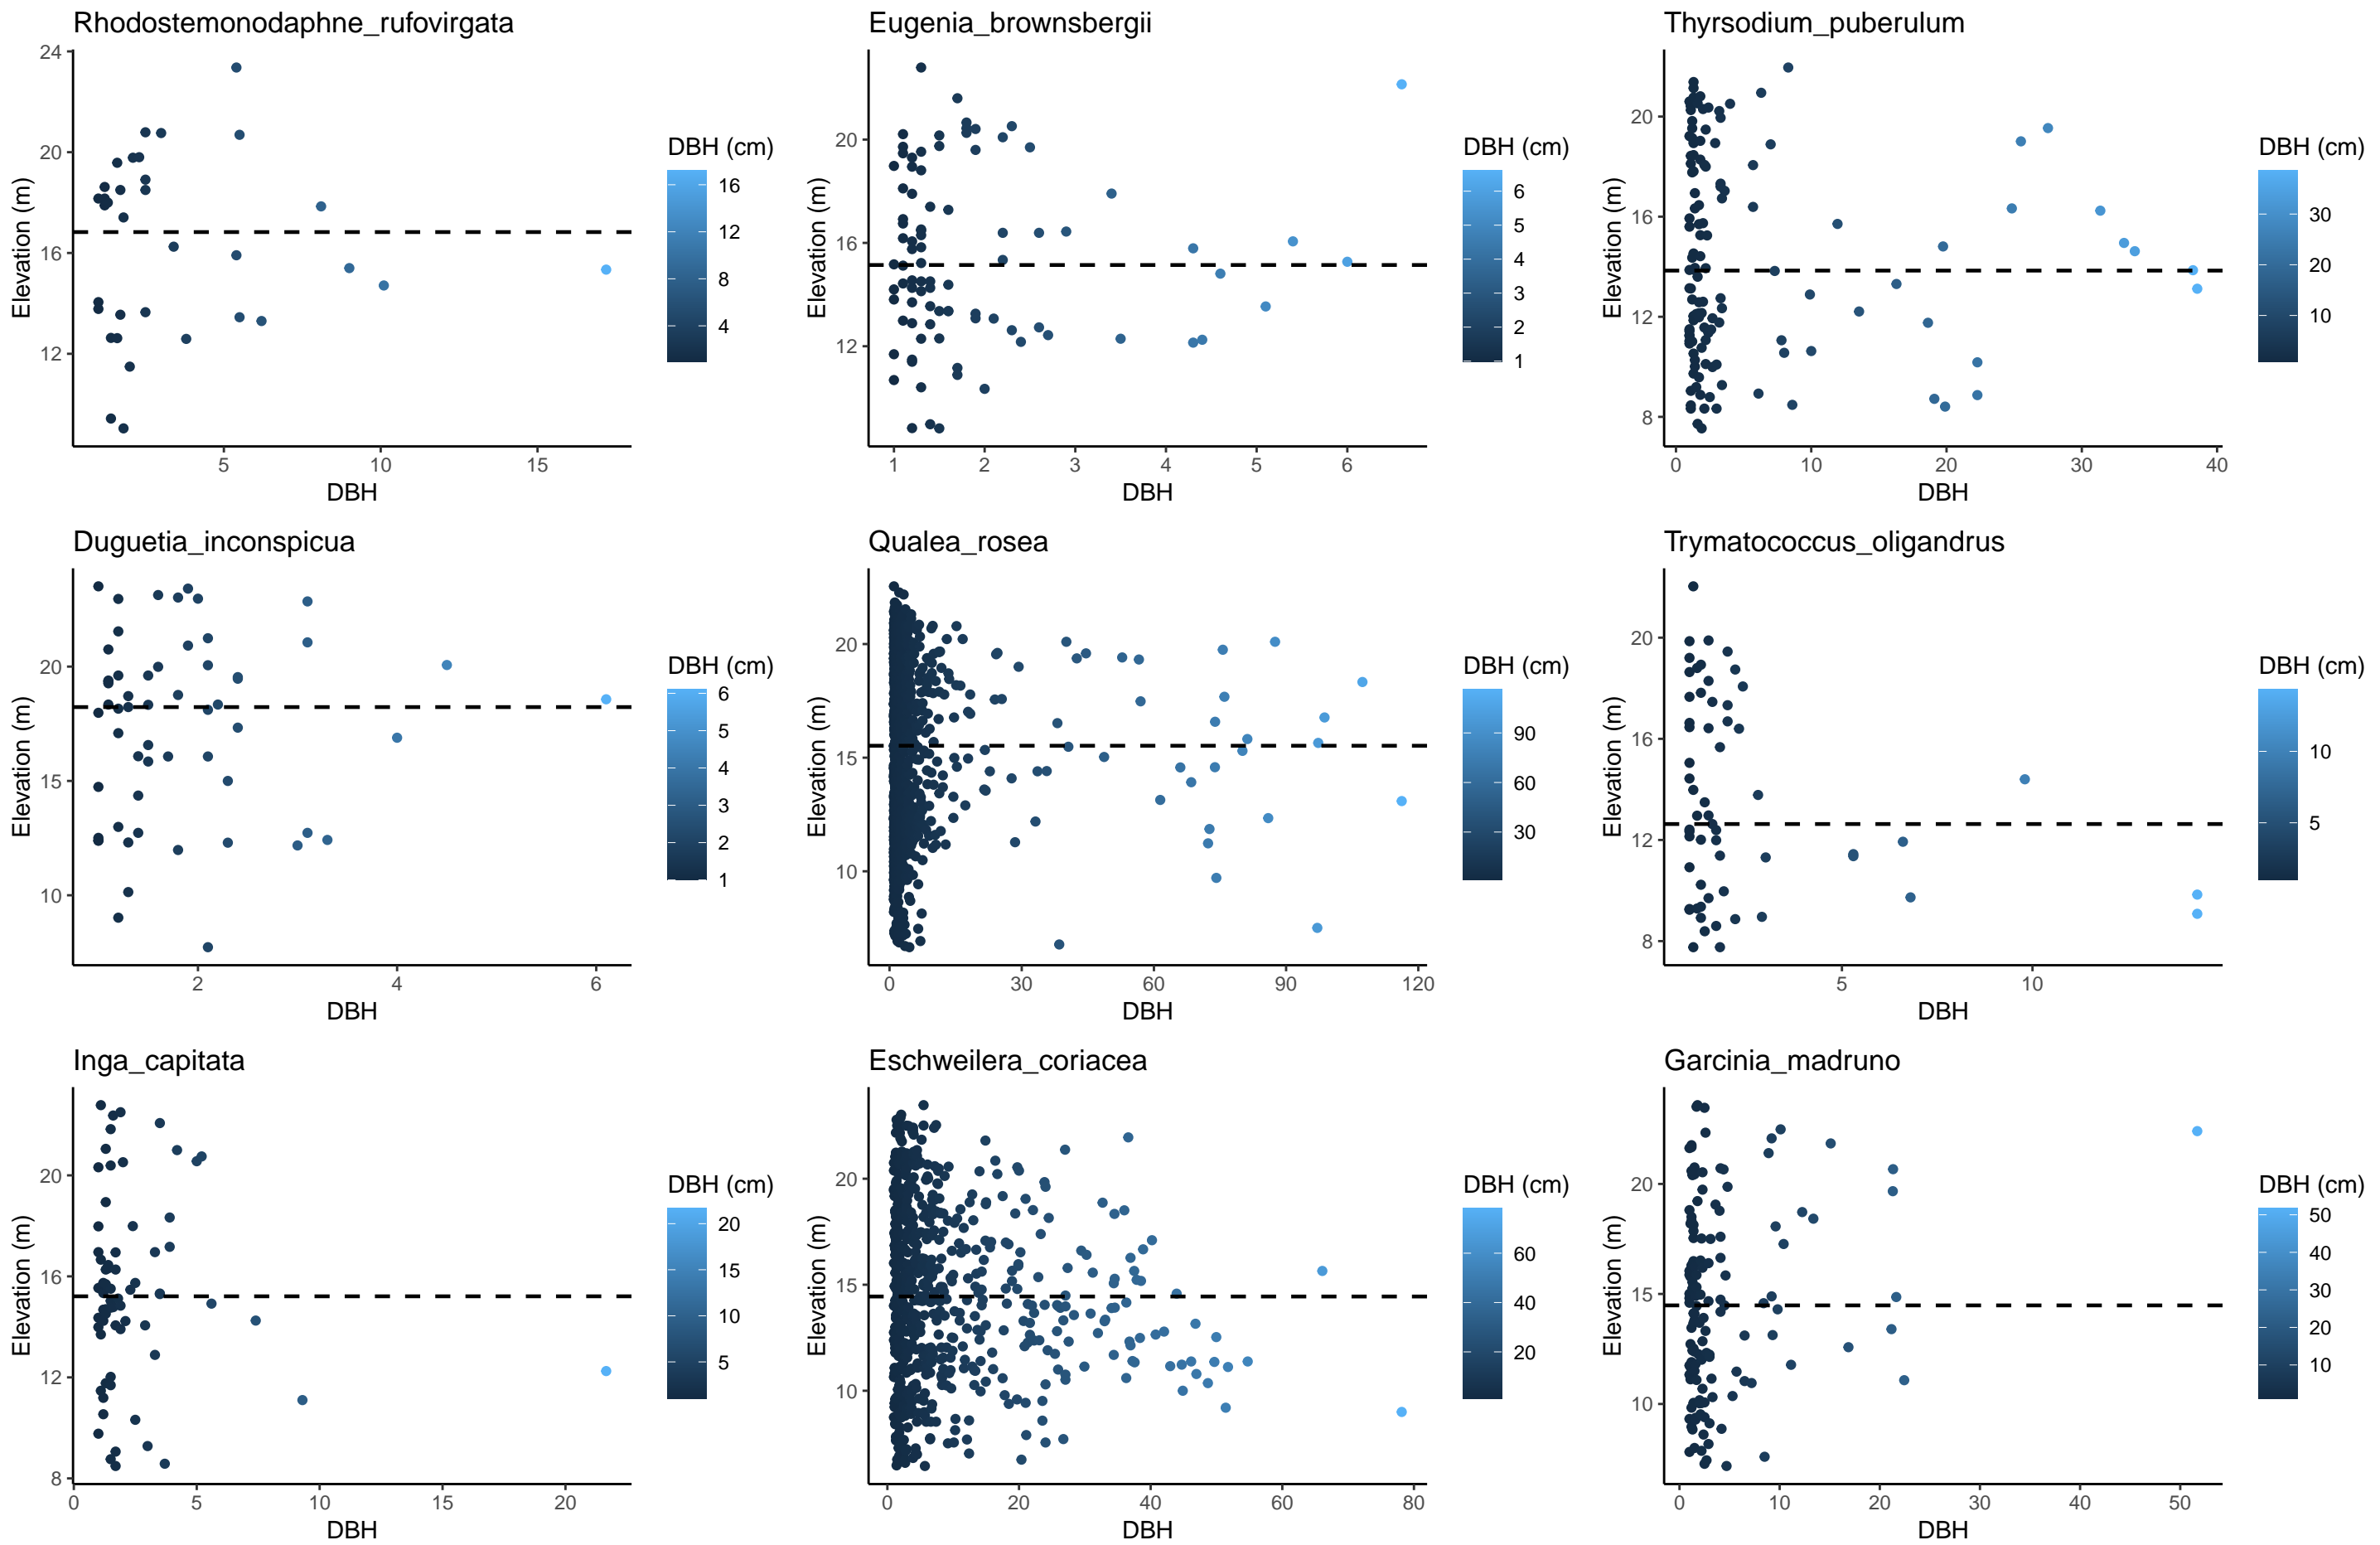 Rhodostemonodaphne_rufovirgata
Elevation (m)
24
20
16
12
5
10
15
DBH
DBH (cm)
16
12
8
4
Eugenia_brownsbergii
Elevation (m)
20
16
12
1
2
3
4
5
6
DBH
DBH (cm)
6
5
4
3
2
1
Thyrsodium_puberulum
Elevation (m)
20
16
12
8
0
10
20
30
40
DBH
DBH (cm)
30
20
10
Duguetia_inconspicua
Elevation (m)
20
15
10
2
4
6
DBH
DBH (cm)
6
5
4
3
2
1
Qualea_rosea
Elevation (m)
20
15
10
0
30
60
90
120
DBH
DBH (cm)
90
60
30
Trymatococcus_oligandrus
Elevation (m)
20
16
12
8
5
10
DBH
DBH (cm)
10
5
Inga_capitata
Elevation (m)
20
16
12
8
0
5
10
15
20
DBH
DBH (cm)
20
15
10
5
Eschweilera_coriacea
Elevation (m)
20
15
10
0
20
40
60
80
DBH
DBH (cm)
60
40
20
Garcinia_madruno
Elevation (m)
20
15
10
0
10
20
30
40
50
DBH
DBH (cm)
50
40
30
20
10